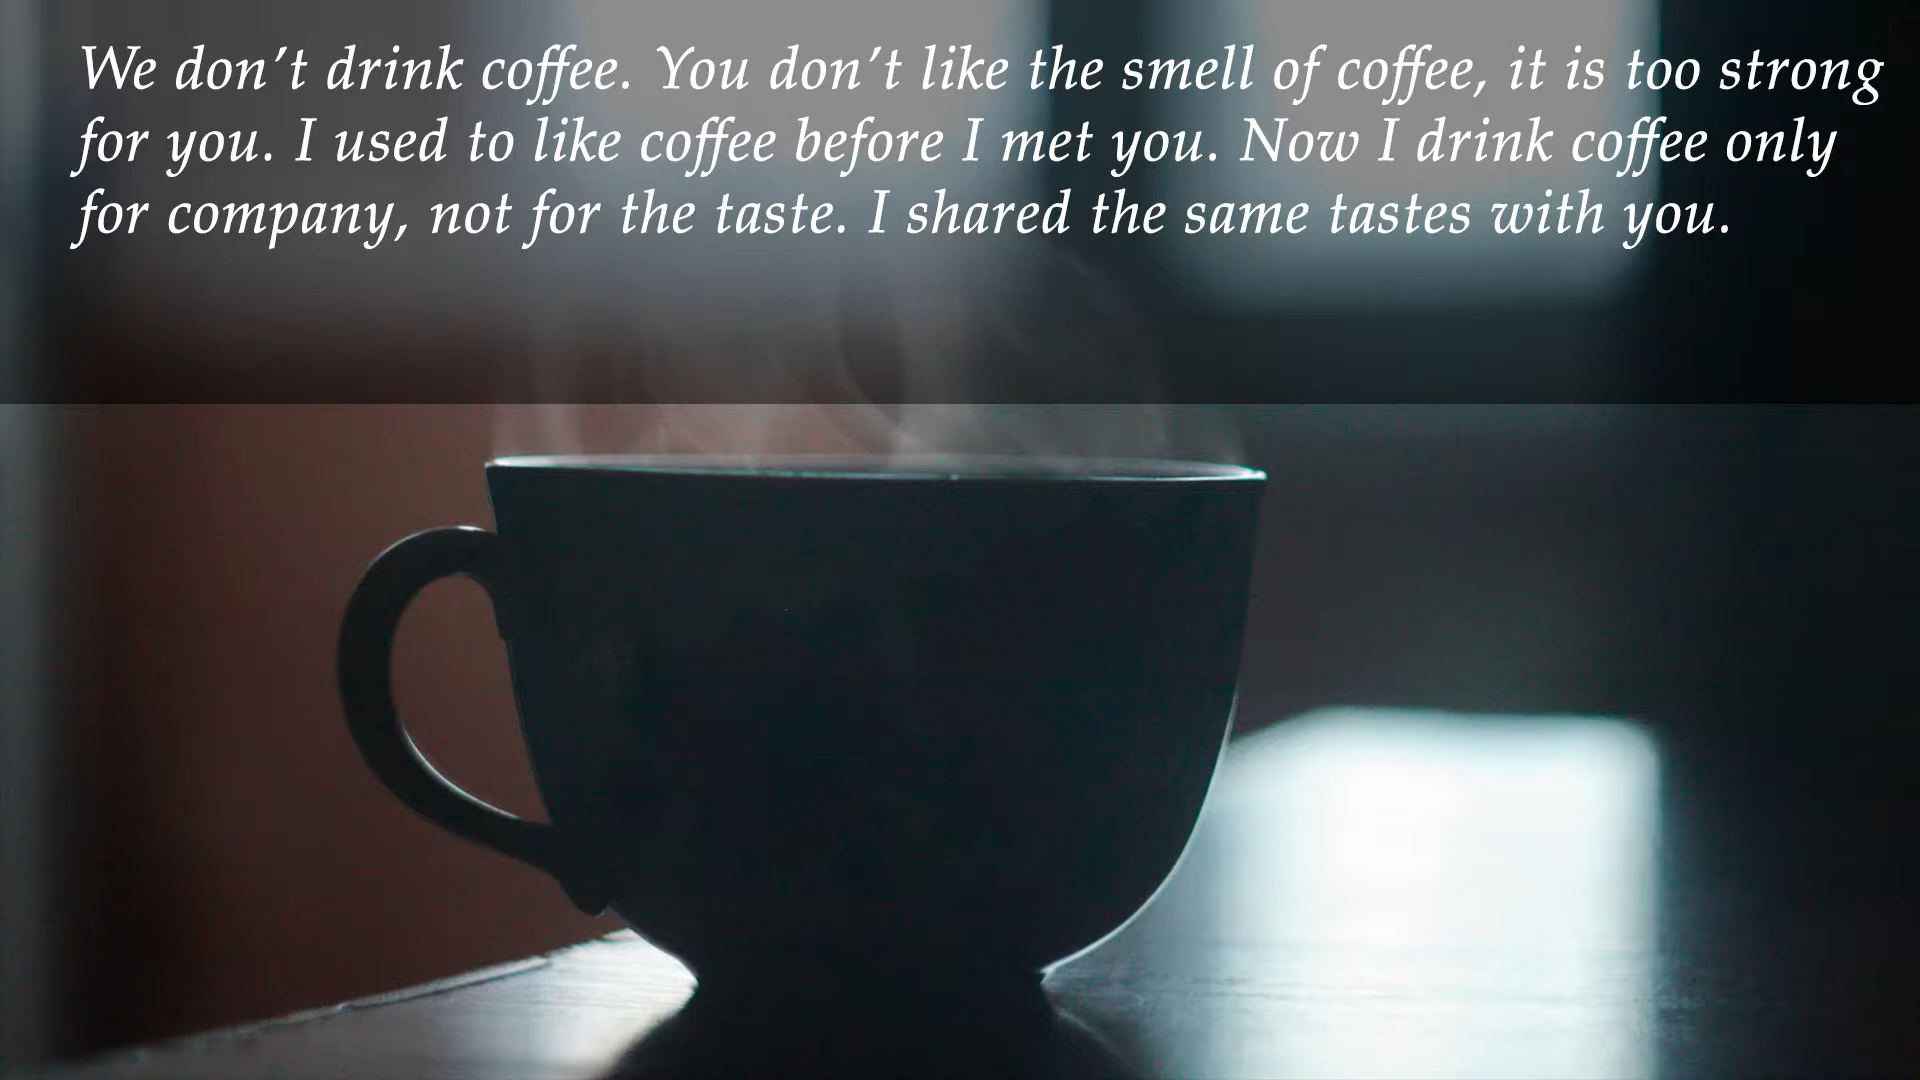 We don’t drink coffee. You don’t like the smell of coffee, it is too strong
for you. I used to like coffee before I met you. Now I drink coffee only
for company, not for the taste. I shared the same tastes with you.